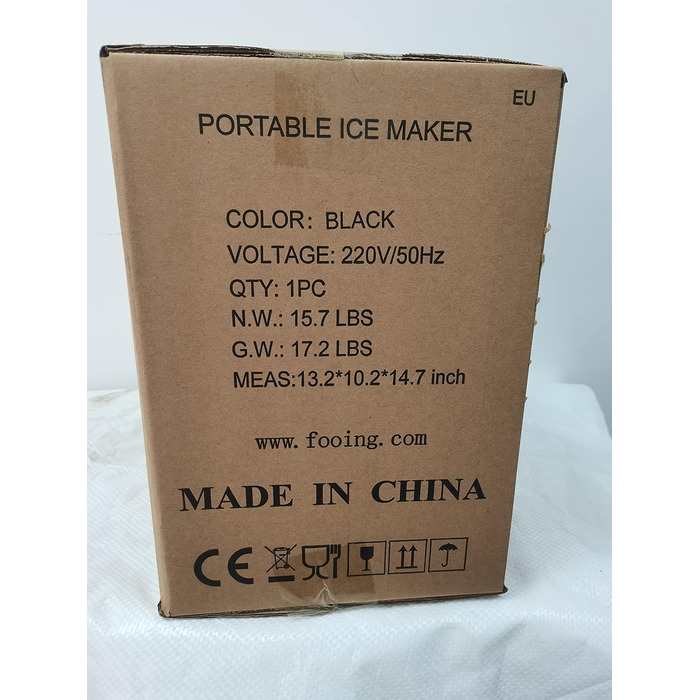 EU
PORTABLE ICE MAKER
COLOR: BLACK
VOLTAGE: 220V/50Hz
QTY: 1PC
N.W.: 15.7 LBS
G.W.: 17.2 LBS
MEAS:13.2*10.2*14.7 inch
www.fooing.com
MADE IN CHINA
CE